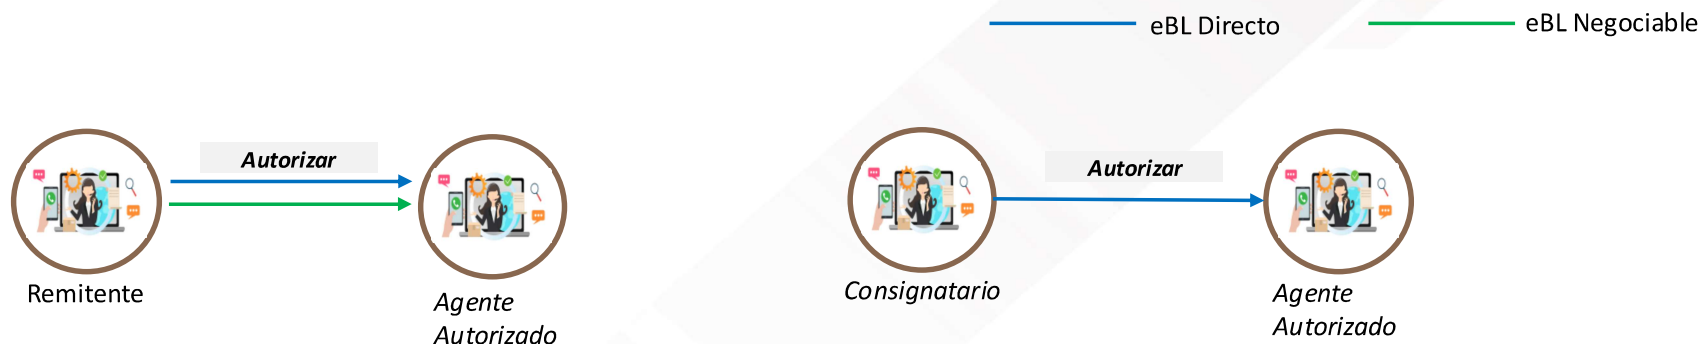 eBL Directo
eBL Negociable
Autorizar
Autorizar
Remitente
Agente
Autorizado
Consignatario
Agente
Autorizado